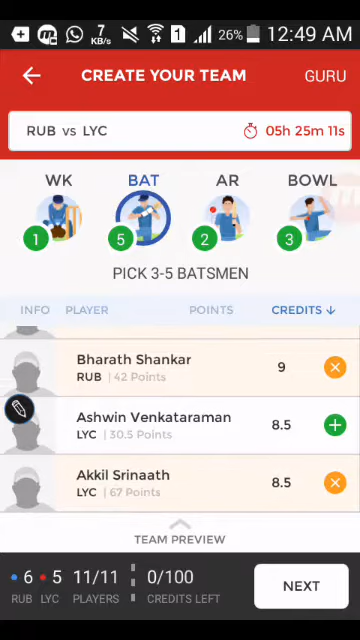 7 KB/s 1 26% 12:49 AM
CREATE YOUR TEAM GURU
RUB vs LYC 05h 25m 11s
WK BAT AR BOWL
1 5 2 3
PICK 3-5 BATSMEN
INFO PLAYER POINTS CREDITS ↓
Bharath Shankar 9
RUB | 42 Points
Ashwin Venkataraman 8.5
LYC | 30.5 Points
Akkil Srinaath 8.5
LYC | 67 Points
TEAM PREVIEW
6 5 11/11 0/100 NEXT
RUB LYC PLAYERS CREDITS LEFT